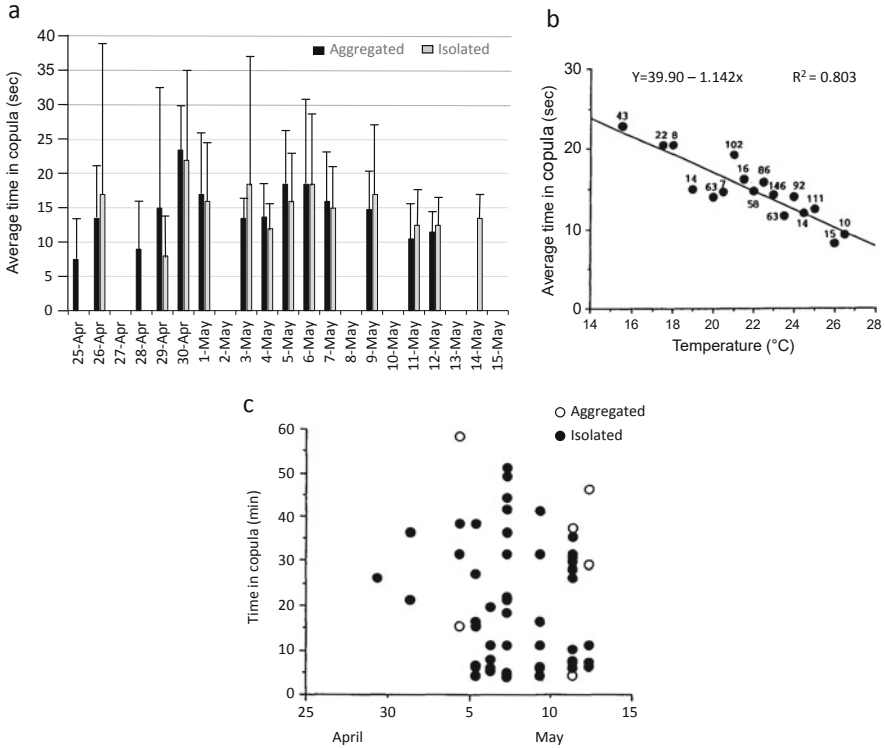 a
Average time in copula (sec)
Aggregated Isolated
40
35
30
25
20
15
10
5
0
25-Apr 26-Apr 27-Apr 28-Apr 29-Apr 30-Apr 1-May 2-May 3-May 4-May 5-May 6-May 7-May 8-May 9-May 10-May 11-May 12-May 13-May 14-May 15-May
b
Average time in copula (sec)
Y=39.90 – 1.142x R² = 0.803
30
20
10
0
43 22 8 14 63 7 102 16 58 86 146 63 92 14 111 15 10
14 16 18 20 22 24 26 28
Temperature (°C)
c
Time in copula (min)
Aggregated
Isolated
60
50
40
30
20
10
0
25 30 5 10 15
April May